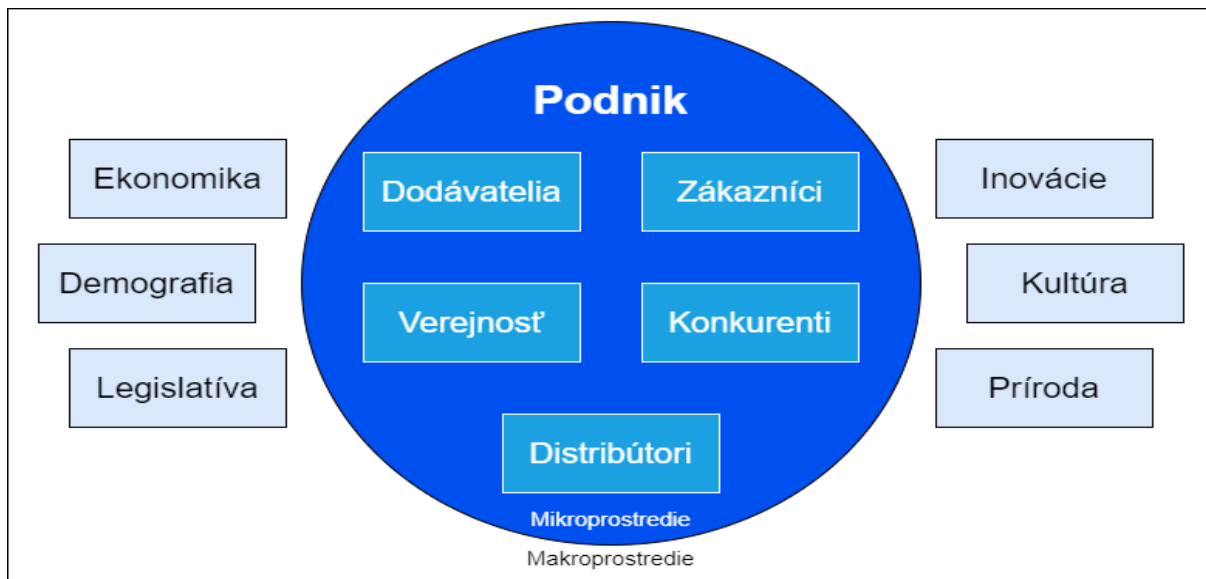 Podnik
Ekonomika
Dodávatelia
Zákazníci
Inovácie
Demografia
Verejnosť
Konkurenti
Kultúra
Legislatíva
Príroda
Distribútori
Mikroprostredie
Makroprostredie